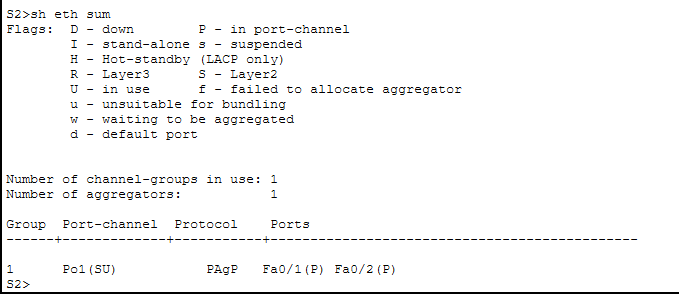 S2>sh eth sum
Flags:  D - down        P - in port-channel
        I - stand-alone s - suspended
        H - Hot-standby (LACP only)
        R - Layer3      S - Layer2
        U - in use      f - failed to allocate aggregator
        u - unsuitable for bundling
        w - waiting to be aggregated
        d - default port
Number of channel-groups in use: 1
Number of aggregators:           1
Group  Port-channel  Protocol    Ports
------+-------------+-----------+----------------------------------------------
1      Po1(SU)           PAgP   Fa0/1(P) Fa0/2(P)
S2>